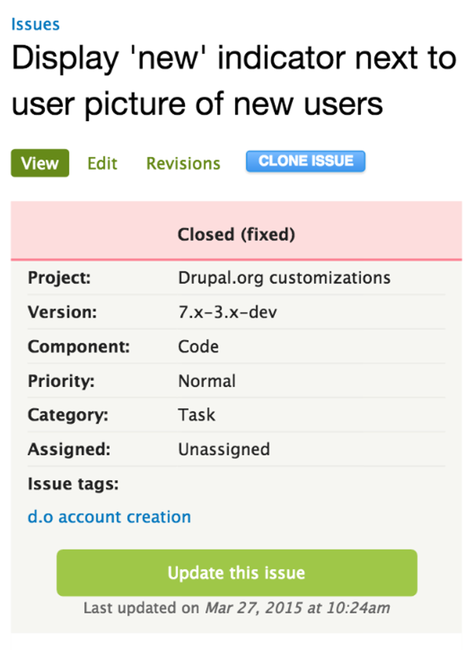 Issues
Display 'new' indicator next to
user picture of new users
View Edit Revisions CLONE ISSUE
Closed (fixed)
Project: Drupal.org customizations
Version: 7.x-3.x-dev
Component: Code
Priority: Normal
Category: Task
Assigned: Unassigned
Issue tags:
d.o account creation
Update this issue
Last updated on Mar 27, 2015 at 10:24am